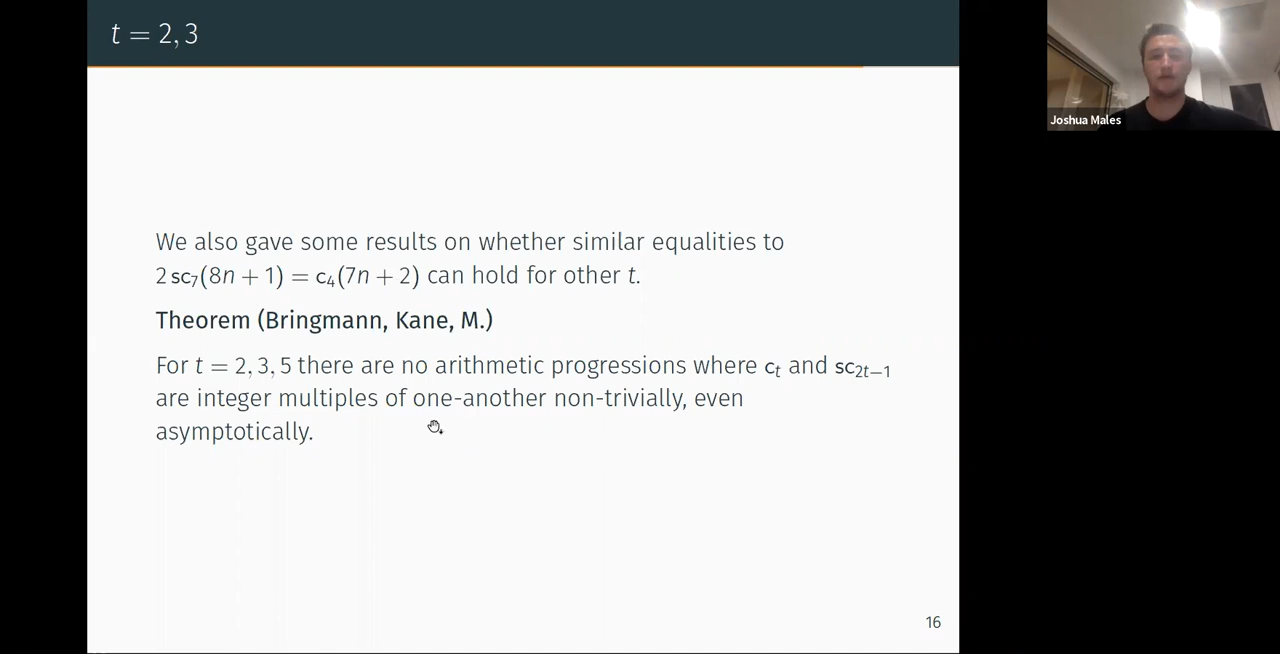 t = 2, 3
We also gave some results on whether similar equalities to
2 sc₇(8n + 1) = c₄(7n + 2) can hold for other t.
Theorem (Bringmann, Kane, M.)
For t = 2, 3, 5 there are no arithmetic progressions where cₜ and sc₂ₜ₋₁
are integer multiples of one-another non-trivially, even
asymptotically.
16
Joshua Males